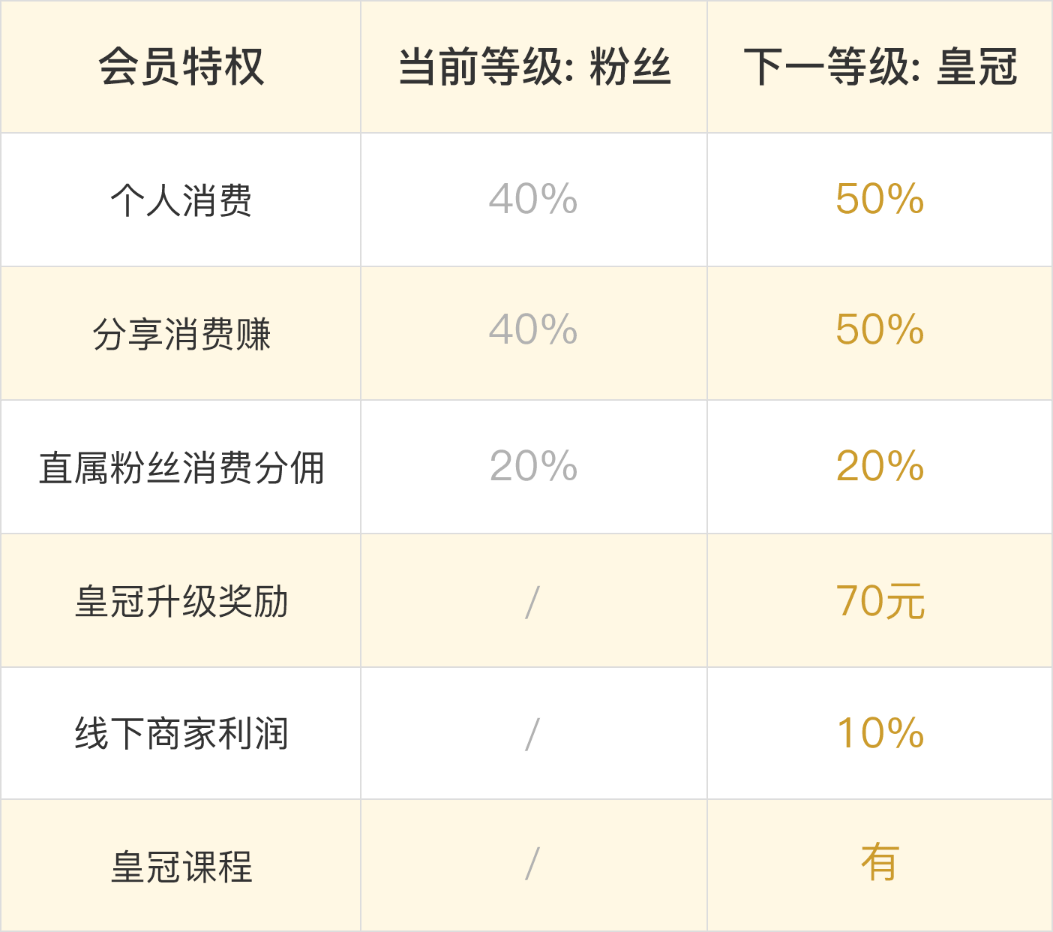 会员特权 当前等级: 粉丝 下一等级: 皇冠
个人消费 40% 50%
分享消费赚 40% 50%
直属粉丝消费分佣 20% 20%
皇冠升级奖励 / 70元
线下商家利润 / 10%
皇冠课程 / 有